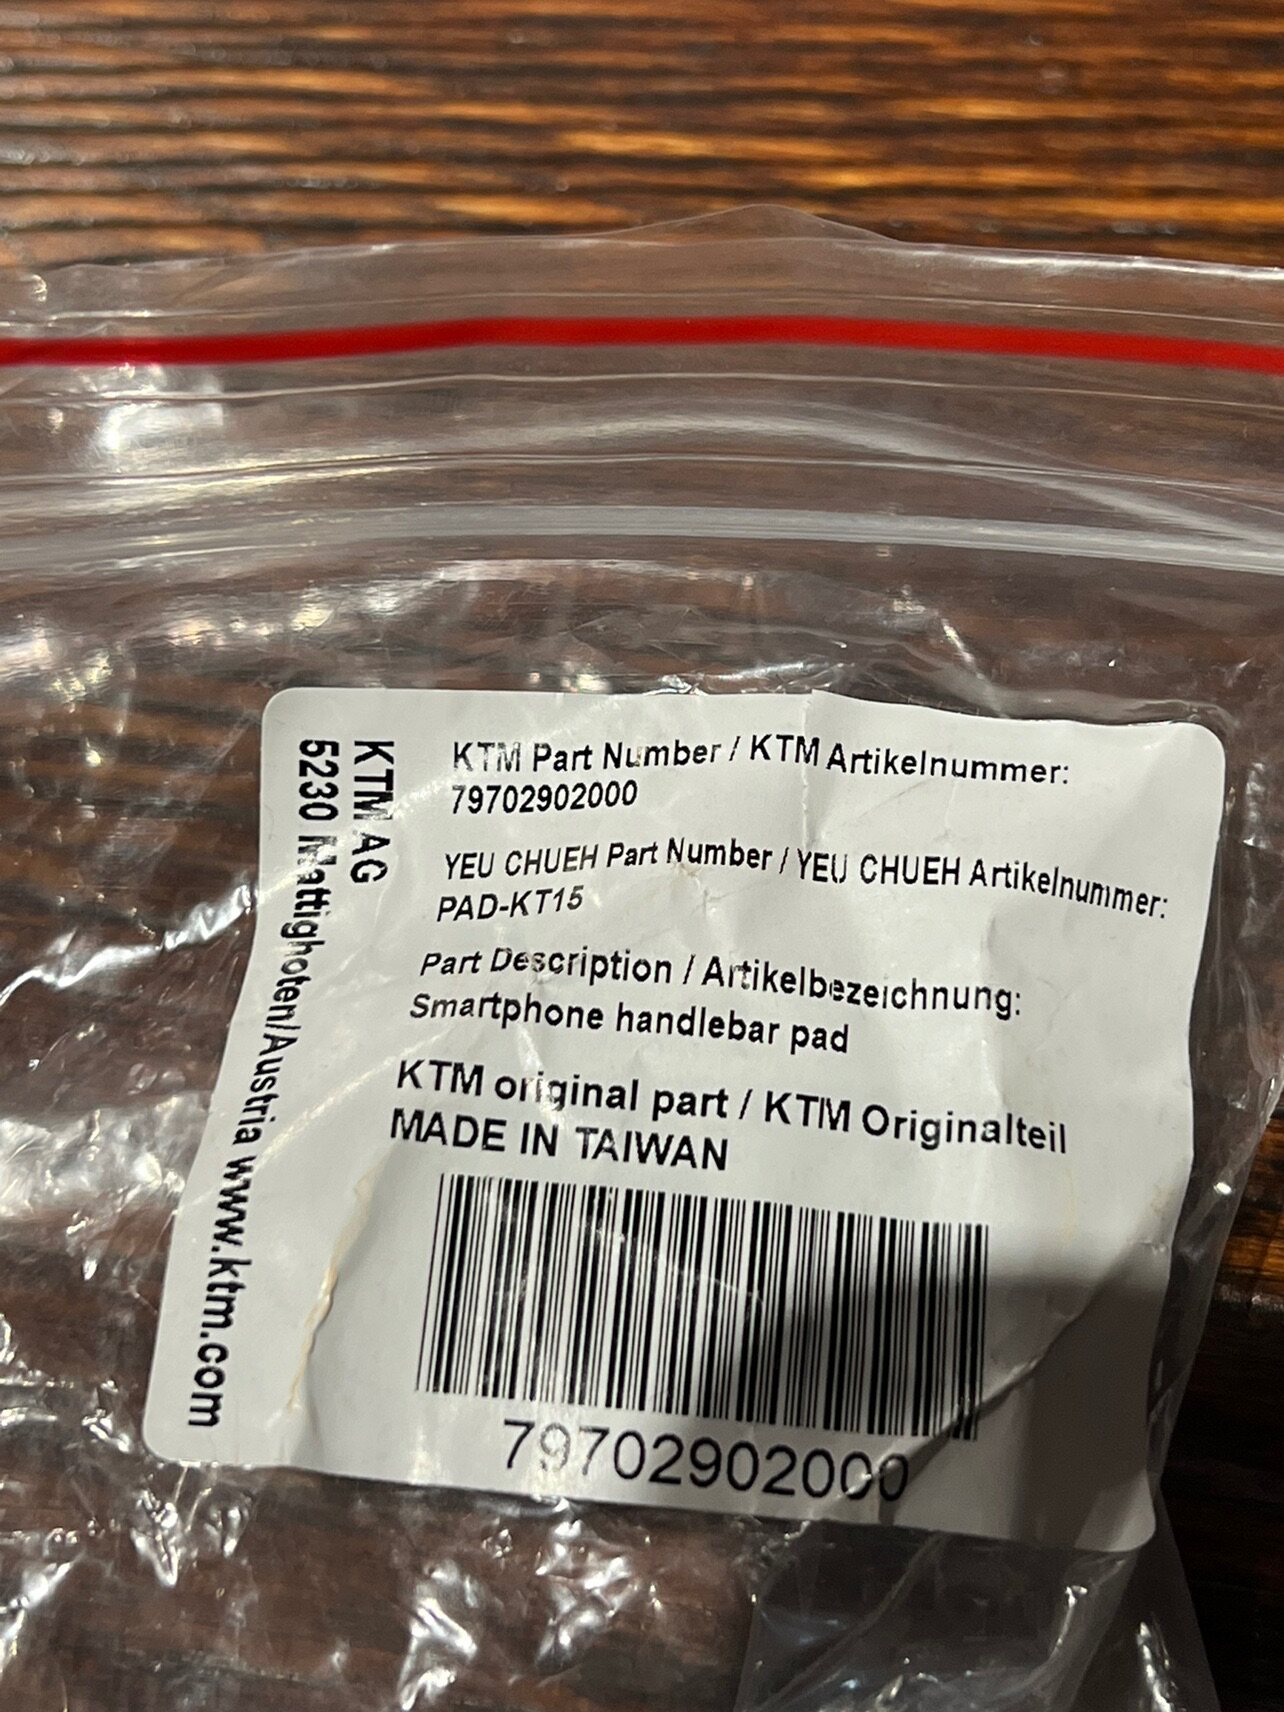 KTM AG
5230 Mattighofen/Austria www.ktm.com
KTM Part Number / KTM Artikelnummer:
79702902000
YEU CHUEH Part Number / YEU CHUEH Artikelnummer:
PAD-KT15
Part Description / Artikelbezeichnung:
Smartphone handlebar pad
KTM original part / KTM Originalteil
MADE IN TAIWAN
79702902000